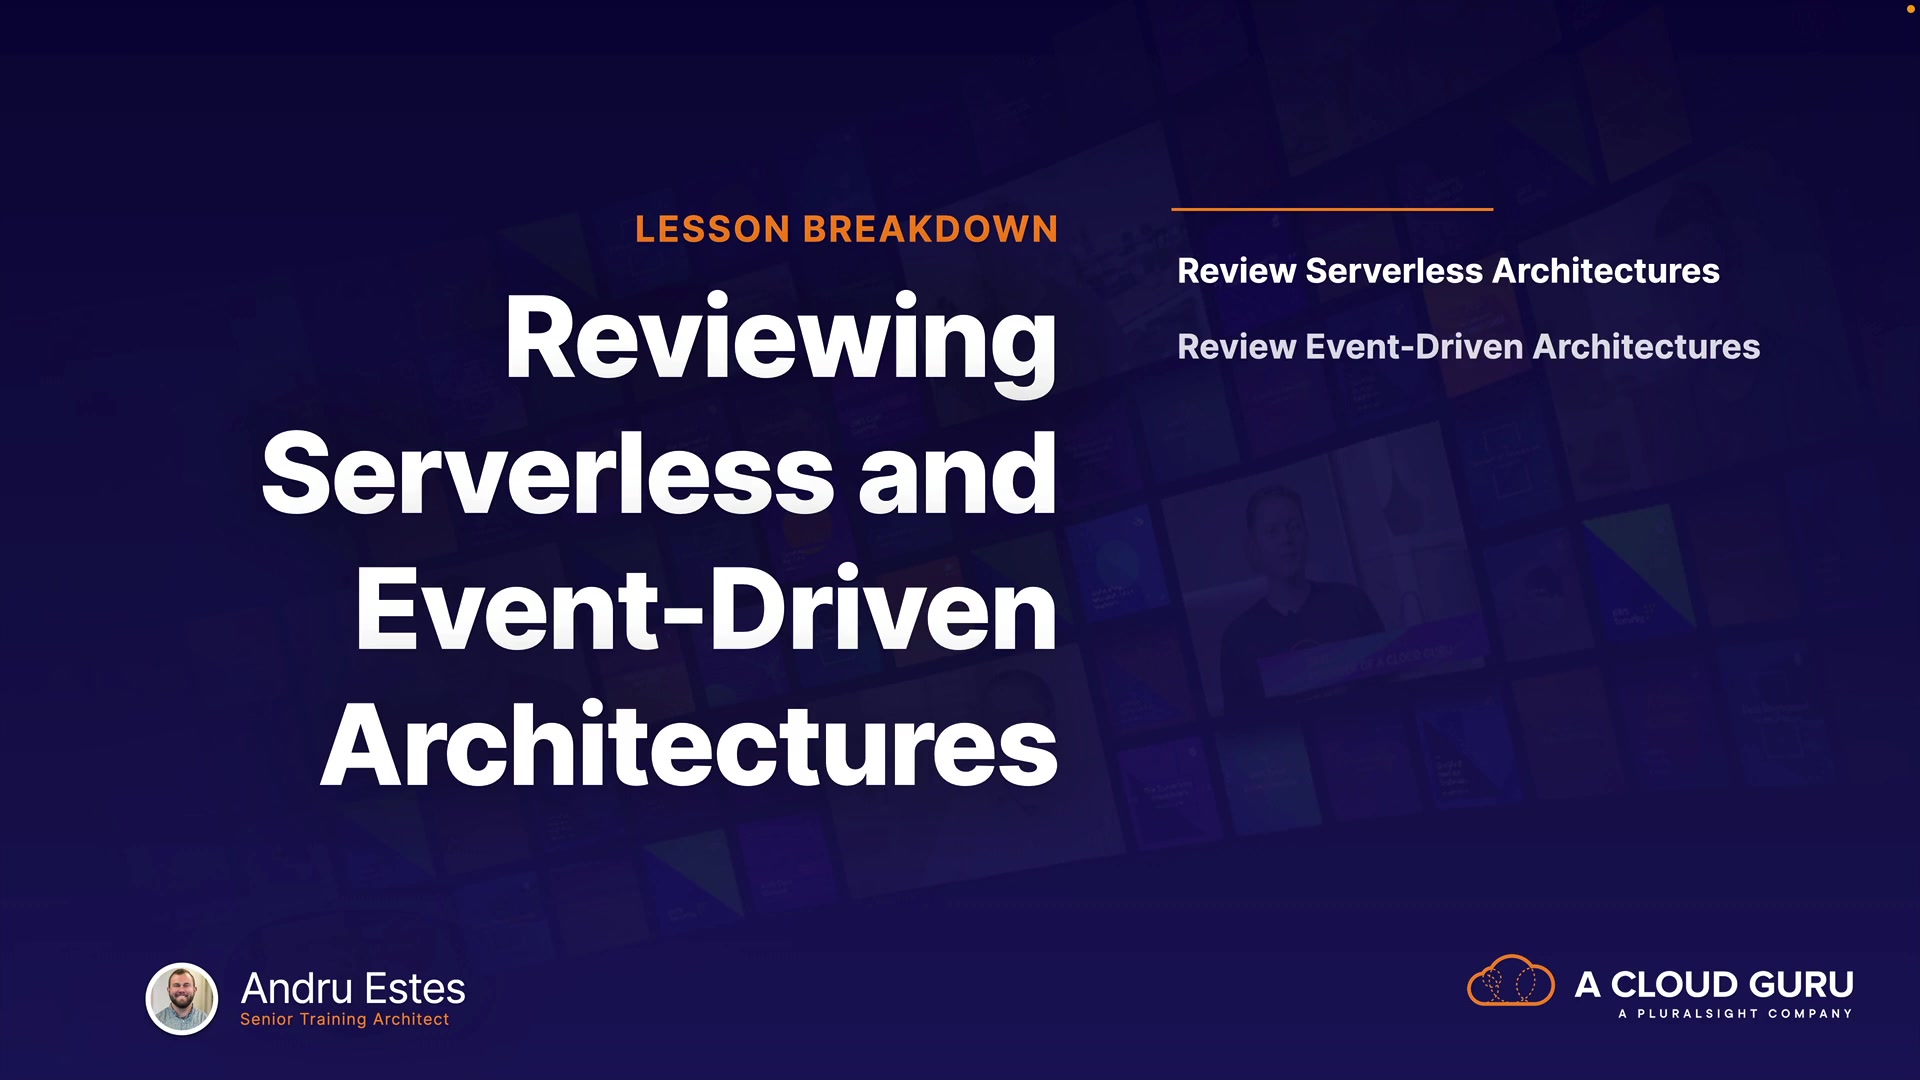 LESSON BREAKDOWN
Reviewing
Serverless and
Event-Driven
Architectures
Review Serverless Architectures
Review Event-Driven Architectures
Andru Estes
Senior Training Architect
A CLOUD GURU
A PLURALSIGHT COMPANY